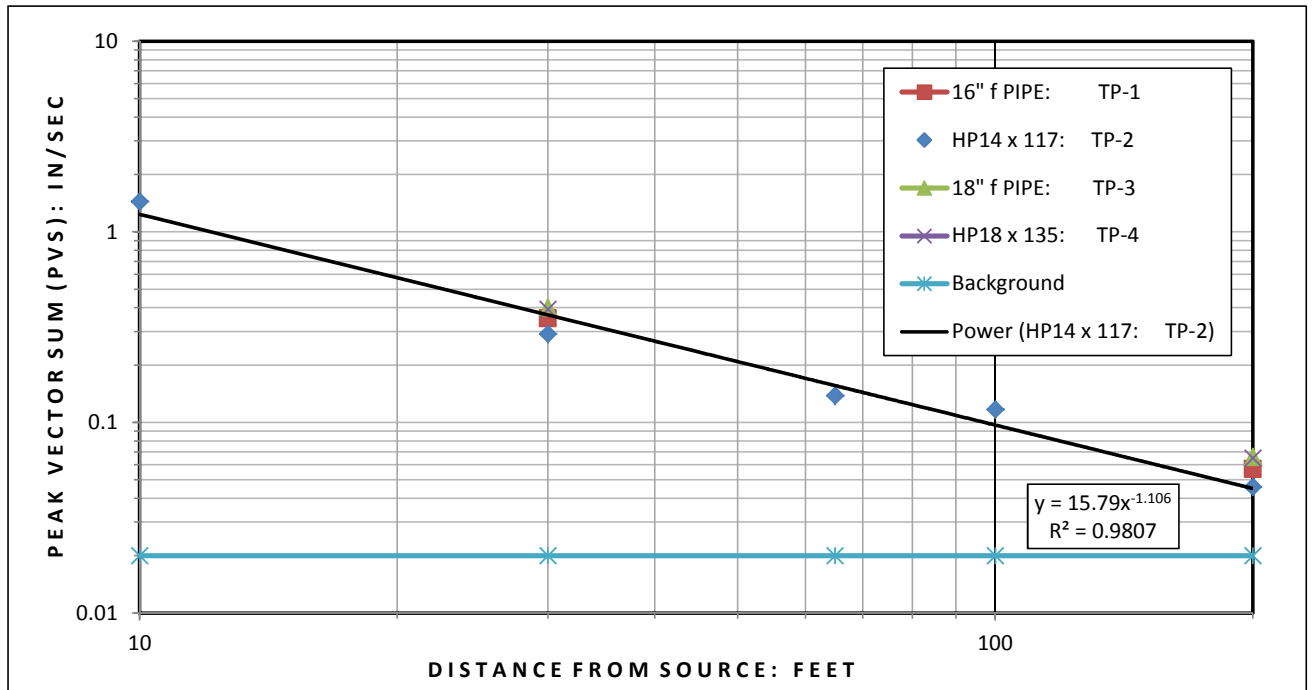 10
1
0.1
0.01
PEAK VECTOR SUM (PVS): IN/SEC
16" f PIPE: TP-1
HP14 x 117: TP-2
18" f PIPE: TP-3
HP18 x 135: TP-4
Background
Power (HP14 x 117: TP-2)
y = 15.79x⁻¹·¹⁰⁶
R² = 0.9807
10
100
DISTANCE FROM SOURCE: FEET